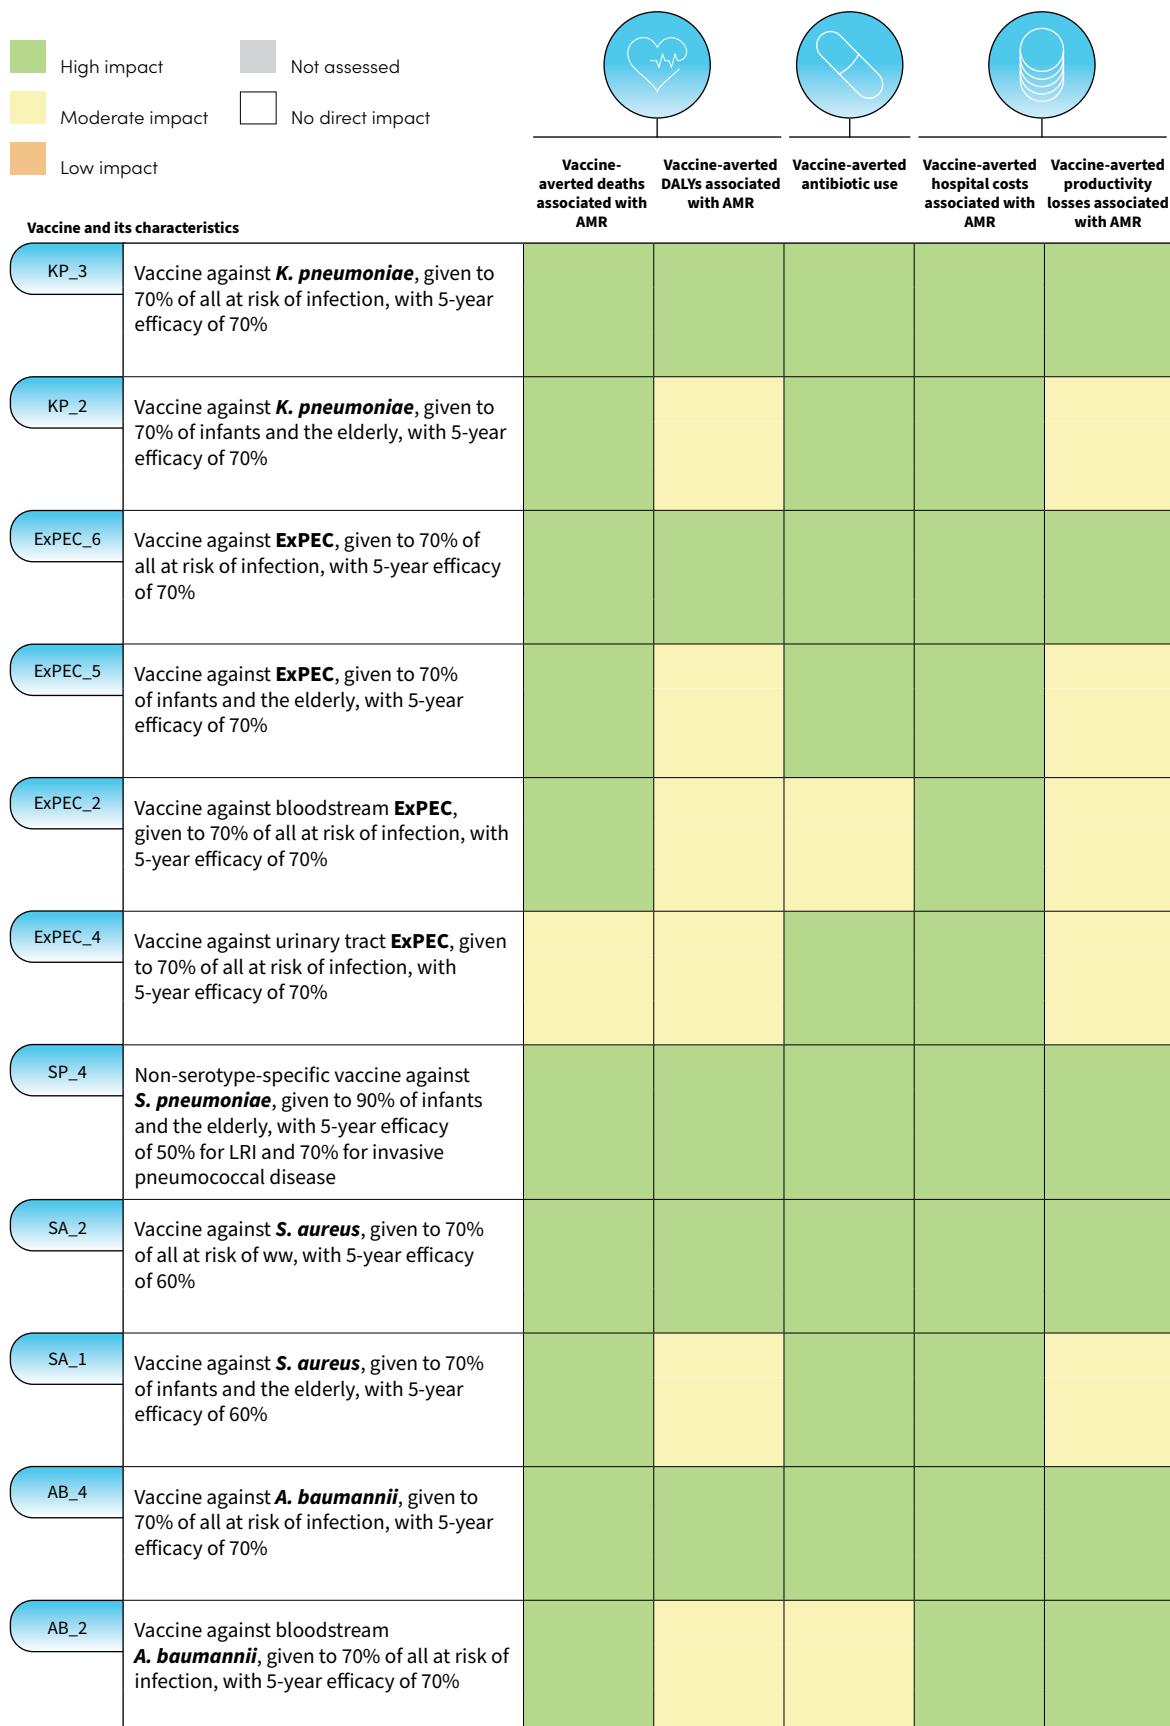 High impact
Not assessed
Moderate impact
No direct impact
Low impact
Vaccine-
averted deaths
associated with
AMR
Vaccine-averted
DALYs associated
with AMR
Vaccine-averted
antibiotic use
Vaccine-averted
hospital costs
associated with
AMR
Vaccine-averted
productivity
losses associated
with AMR
Vaccine and its characteristics
KP_3
Vaccine against K. pneumoniae, given to
70% of all at risk of infection, with 5-year
efficacy of 70%
KP_2
Vaccine against K. pneumoniae, given to
70% of infants and the elderly, with 5-year
efficacy of 70%
ExPEC_6
Vaccine against ExPEC, given to 70% of
all at risk of infection, with 5-year efficacy
of 70%
ExPEC_5
Vaccine against ExPEC, given to 70%
of infants and the elderly, with 5-year
efficacy of 70%
ExPEC_2
Vaccine against bloodstream ExPEC,
given to 70% of all at risk of infection, with
5-year efficacy of 70%
ExPEC_4
Vaccine against urinary tract ExPEC, given
to 70% of all at risk of infection, with
5-year efficacy of 70%
SP_4
Non-serotype-specific vaccine against
S. pneumoniae, given to 90% of infants
and the elderly, with 5-year efficacy
of 50% for LRI and 70% for invasive
pneumococcal disease
SA_2
Vaccine against S. aureus, given to 70%
of all at risk of ww, with 5-year efficacy
of 60%
SA_1
Vaccine against S. aureus, given to 70%
of infants and the elderly, with 5-year
efficacy of 60%
AB_4
Vaccine against A. baumannii, given to
70% of all at risk of infection, with 5-year
efficacy of 70%
AB_2
Vaccine against bloodstream
A. baumannii, given to 70% of all at risk of
infection, with 5-year efficacy of 70%